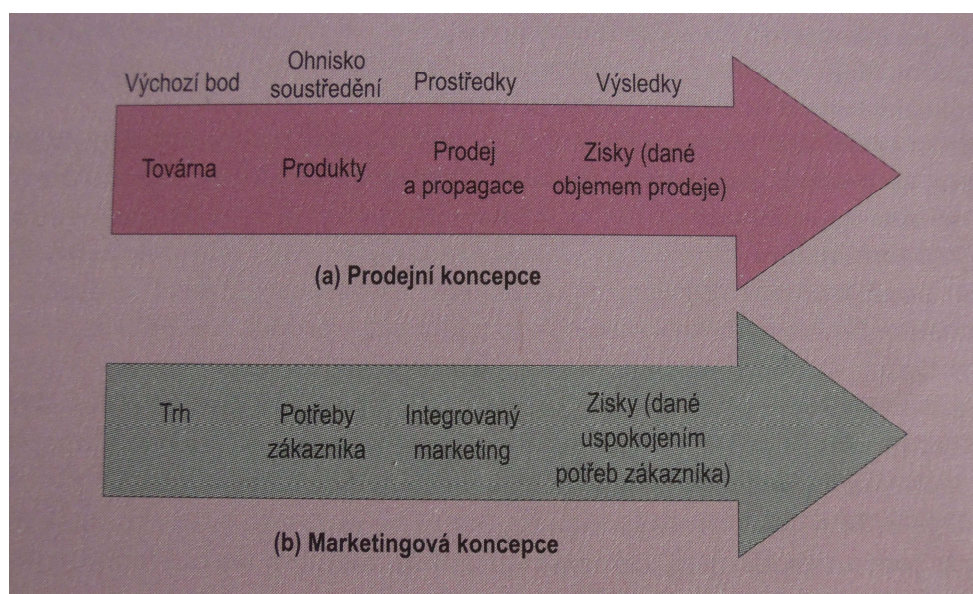 Výchozí bod
Ohnisko
soustředění
Prostředky
Výsledky
Továrna
Produkty
Prodej
a propagace
Zisky (dané
objemem prodeje)
(a) Prodejní koncepce
Trh
Potřeby
zákazníka
Integrovaný
marketing
Zisky (dané
uspokojením
potřeb zákazníka)
(b) Marketingová koncepce